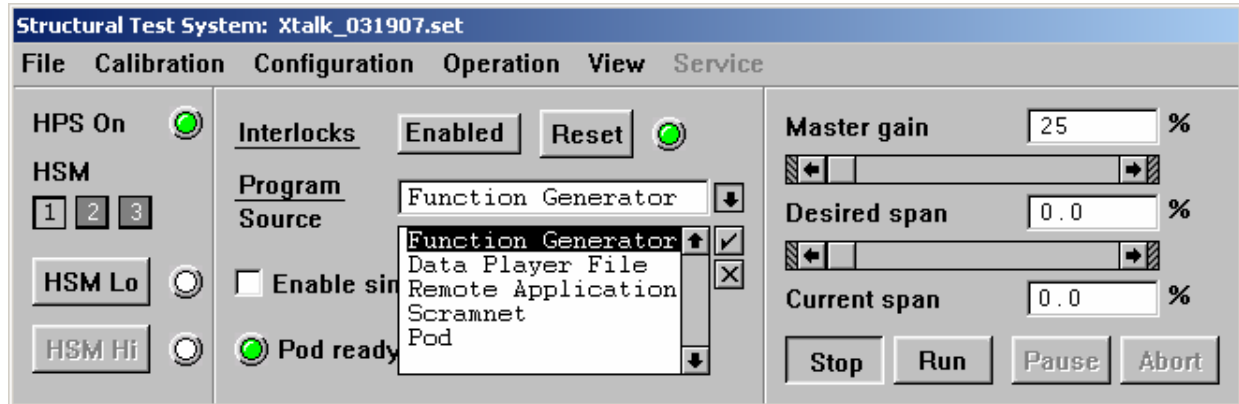 Structural Test System: Xtalk_031907.set
File Calibration Configuration Operation View Service
HPS On
HSM
1 2 3
HSM Lo
HSM Hi
Interlocks Enabled Reset
Program
Source
Function Generator
Function Generator
Data Player File
Remote Application
Scramnet
Pod
Enable sin
Pod ready
Master gain 25 %
Desired span 0.0 %
Current span 0.0 %
Stop Run Pause Abort